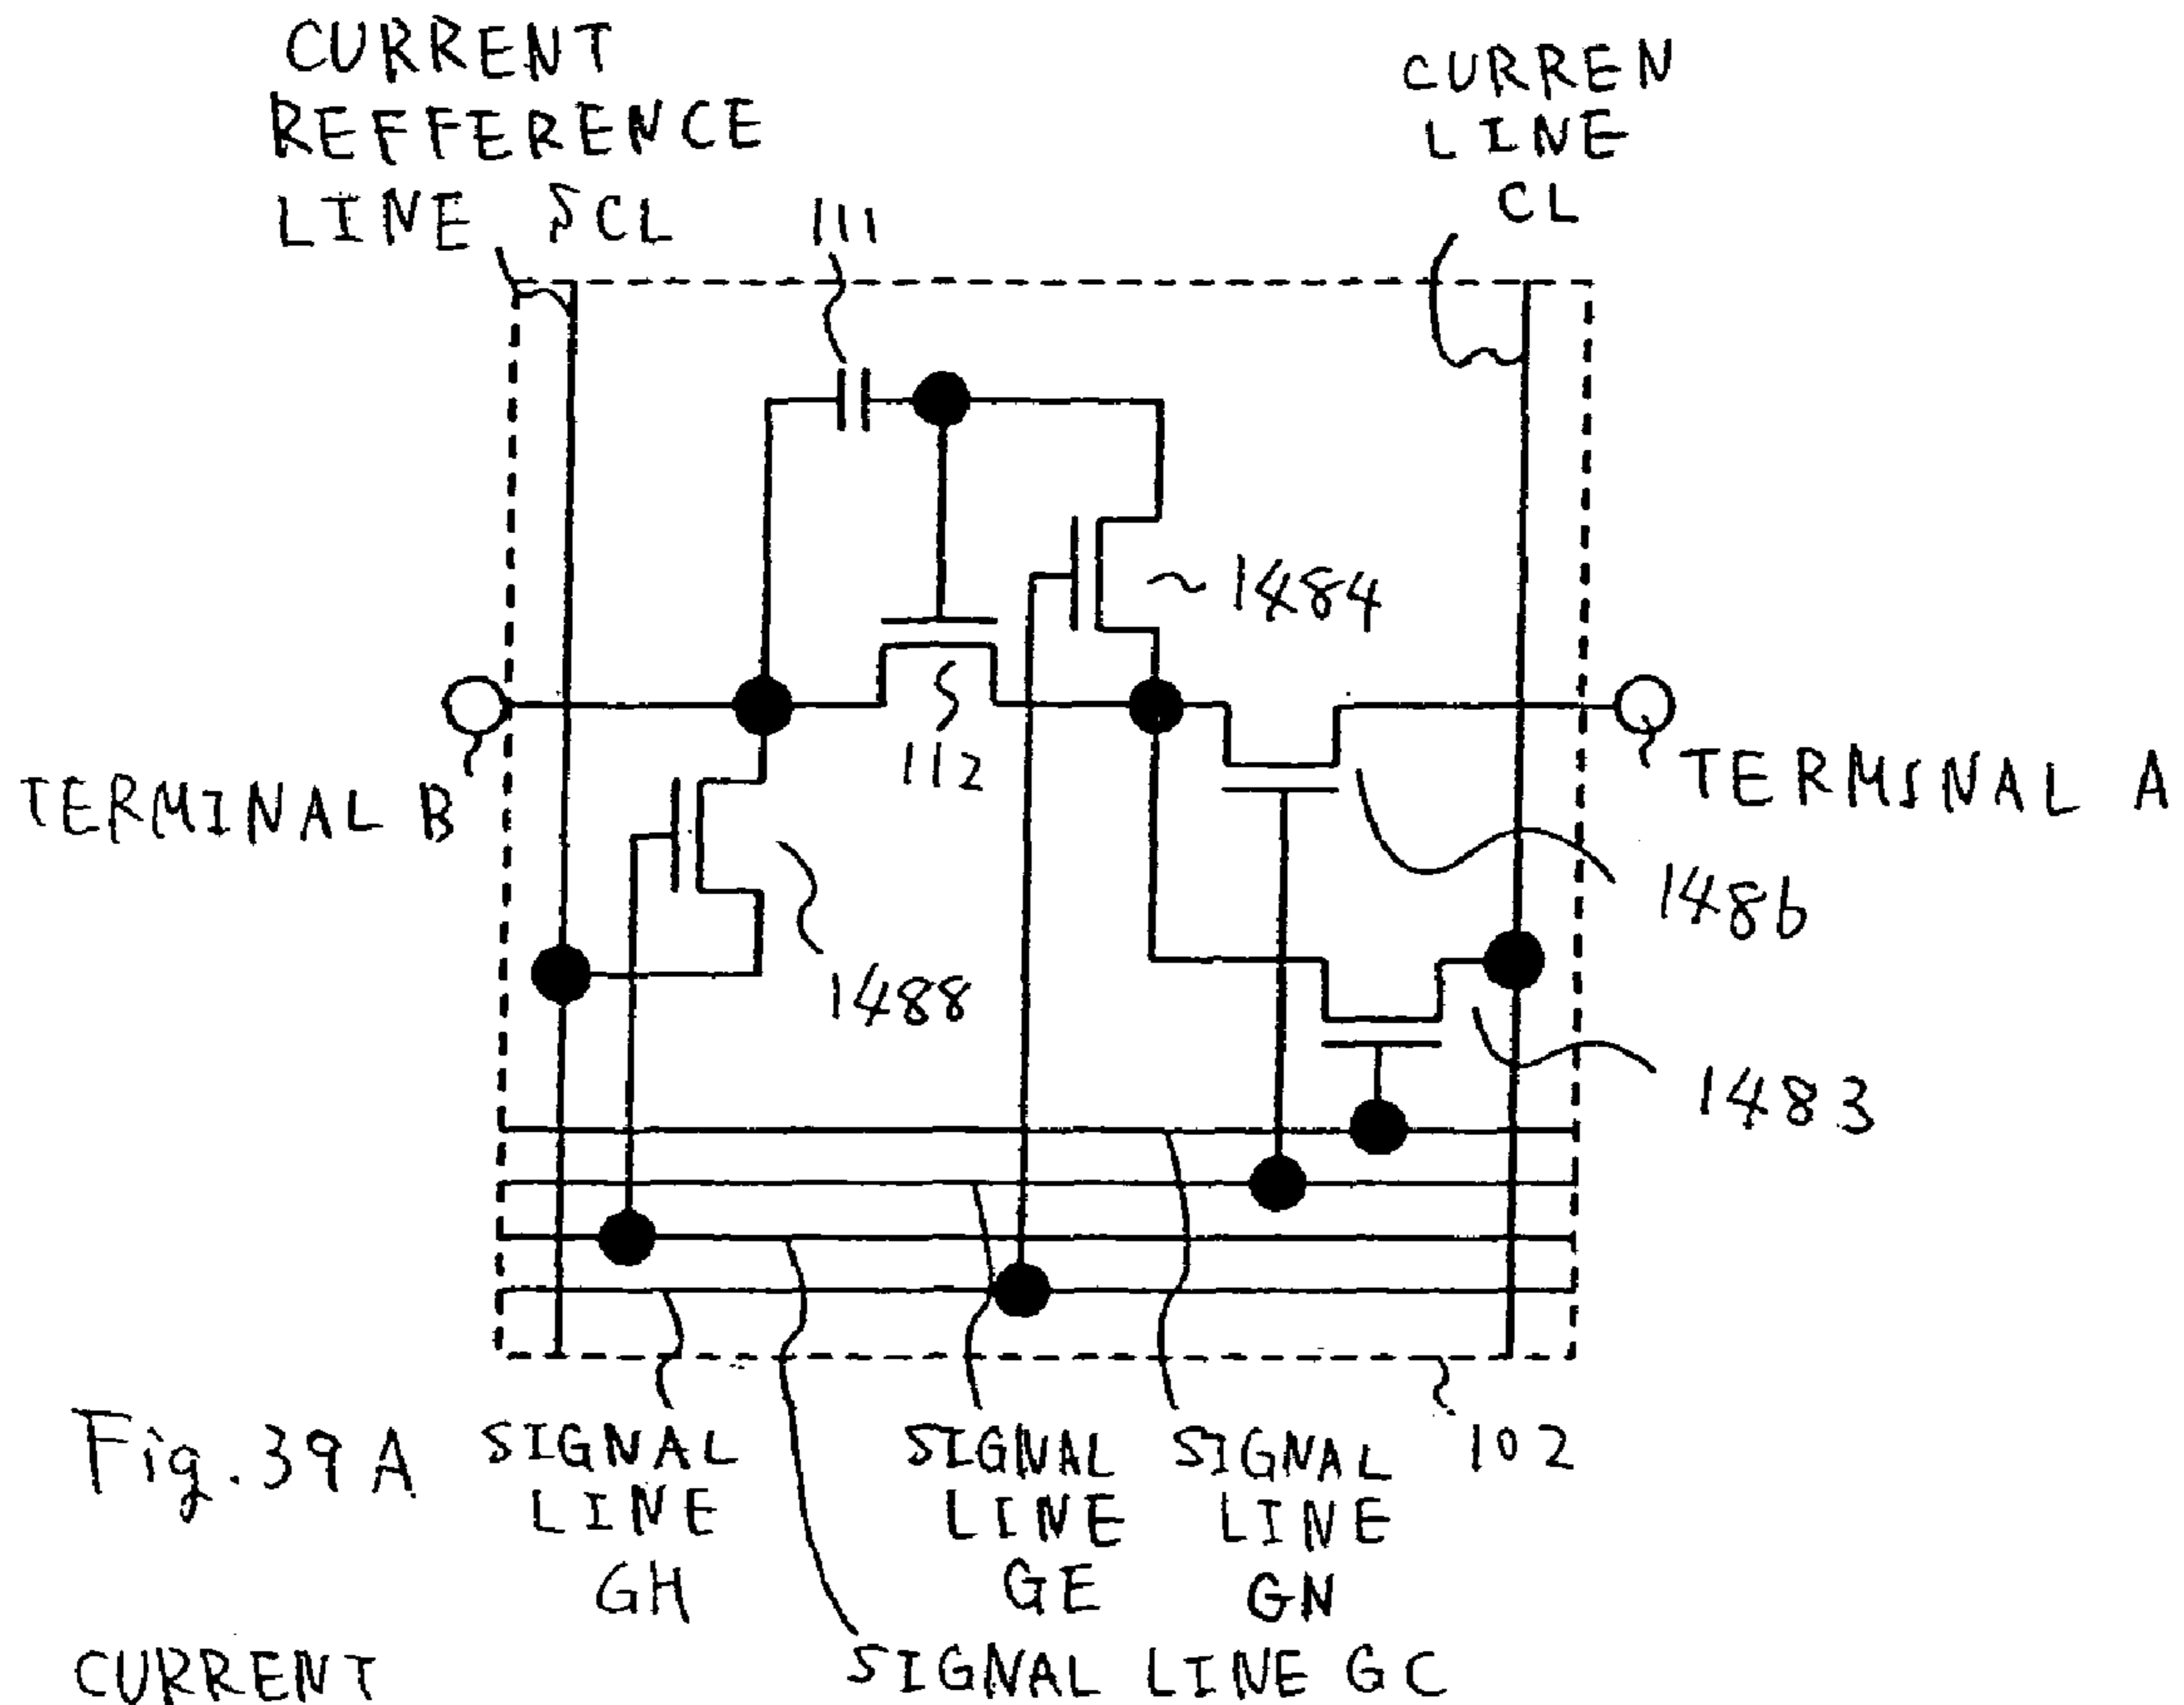 CURRENT
REFFERENCE
LINE SCL
CURREN
LINE
CL
111
1484
112
TERMINAL B
TERMINAL A
1486
1488
1483
Fig. 39 A
SIGNAL
LINE
GH
SIGNAL
LINE
GE
SIGNAL
LINE
GN
102
SIGNAL LINE GC
CURRENT